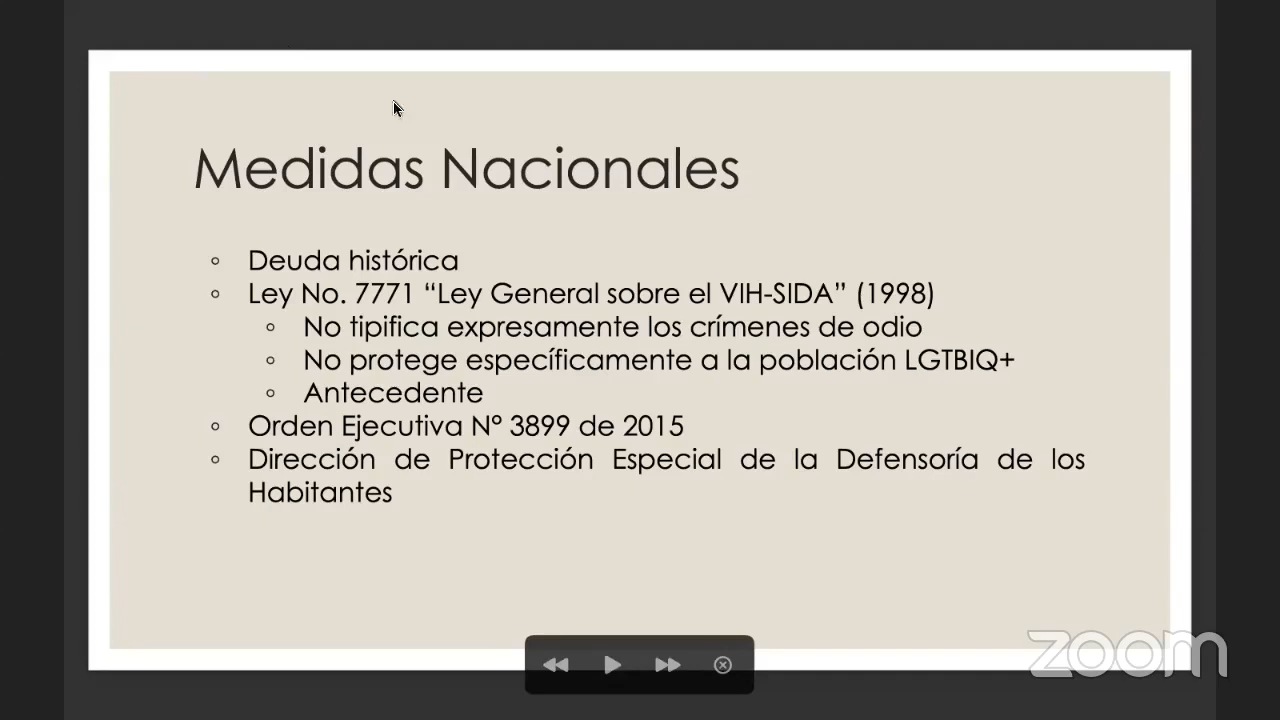 Medidas Nacionales
Deuda histórica
Ley No. 7771 “Ley General sobre el VIH-SIDA” (1998)
No tipifica expresamente los crímenes de odio
No protege específicamente a la población LGTBIQ+
Antecedente
Orden Ejecutiva Nº 3899 de 2015
Dirección de Protección Especial de la Defensoría de los
Habitantes
zoom